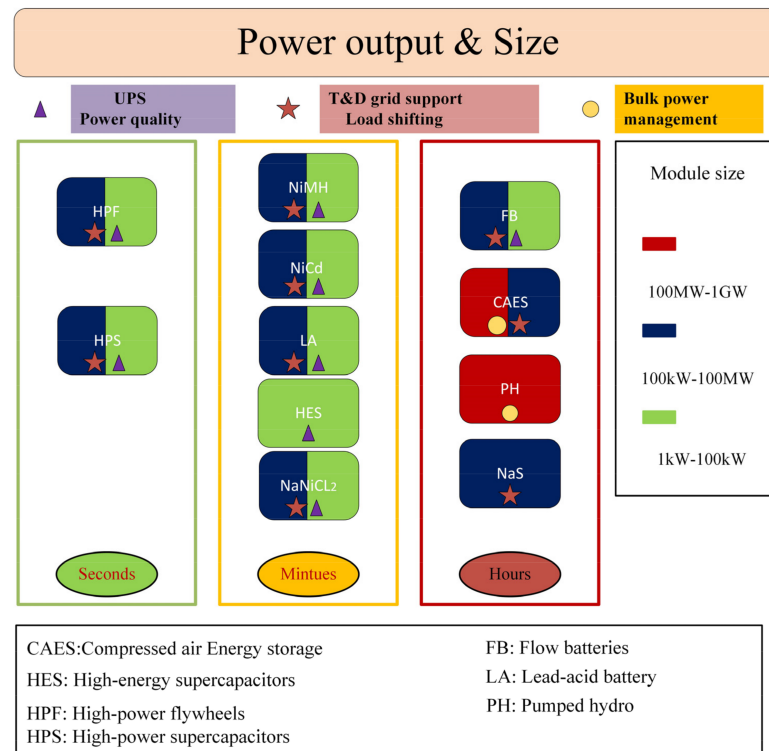 Power output & Size
UPS
Power quality
T&D grid support
Load shifting
Bulk power
management
HPF
HPS
Seconds
NiMH
NiCd
LA
HES
NaNiCL₂
Mintues
FB
CAES
PH
NaS
Hours
Module size
100MW-1GW
100kW-100MW
1kW-100kW
CAES:Compressed air Energy storage
HES: High-energy supercapacitors
HPF: High-power flywheels
HPS: High-power supercapacitors
FB: Flow batteries
LA: Lead-acid battery
PH: Pumped hydro